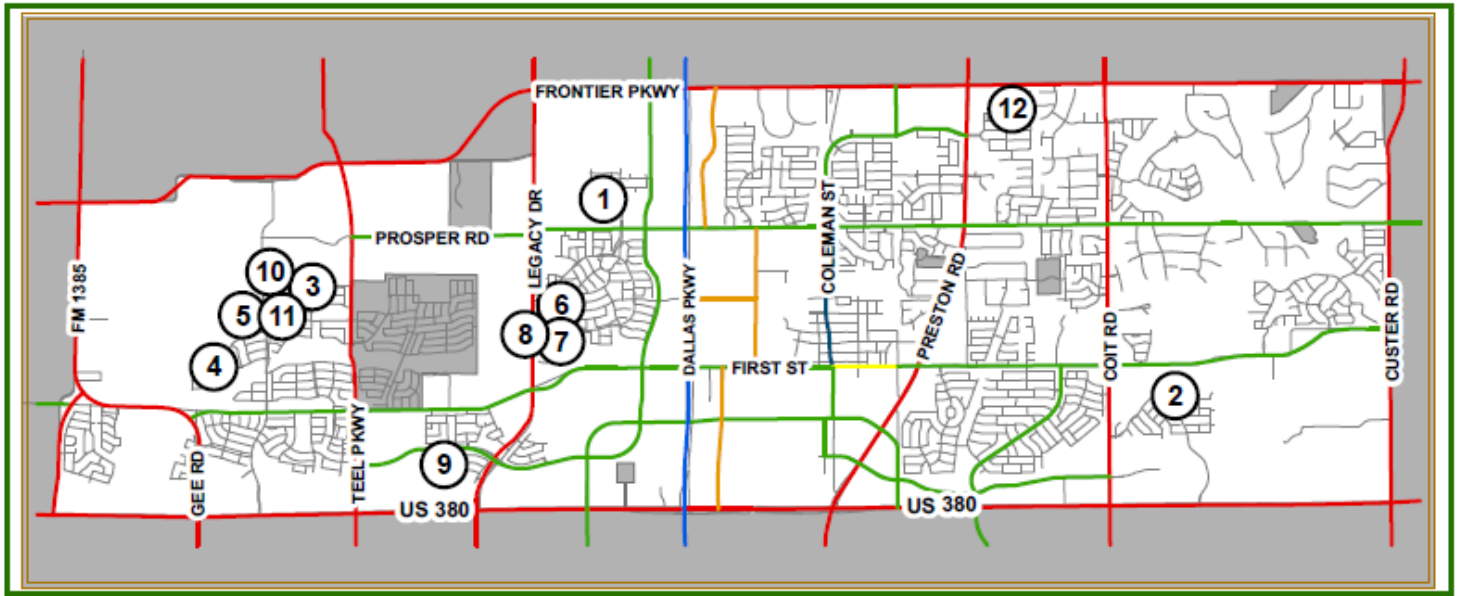 FRONTIER PKWY
12
1
LEGACY DR
PROSPER RD
COLEMAN ST
FM 1385
10
3
5
11
6
8
7
4
DALLAS PKWY
PRESTON RD
FIRST ST
COIT RD
CUSTER RD
2
GEE RD
TEEL PKWY
9
US 380
US 380